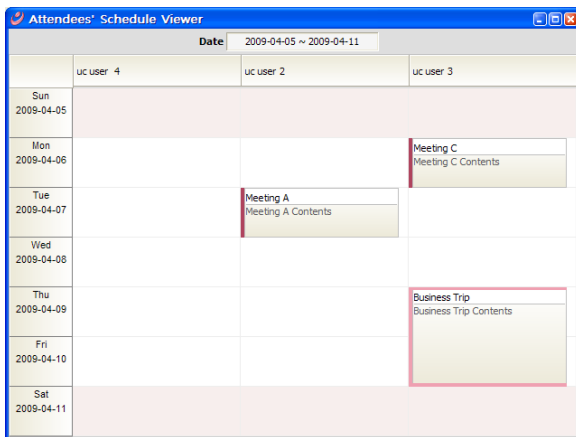 Attendees' Schedule Viewer
Date 2009-04-05 ~ 2009-04-11
uc user 4 uc user 2 uc user 3
Sun
2009-04-05
Mon
2009-04-06
Meeting C
Meeting C Contents
Tue
2009-04-07
Meeting A
Meeting A Contents
Wed
2009-04-08
Thu
2009-04-09
Business Trip
Business Trip Contents
Fri
2009-04-10
Sat
2009-04-11